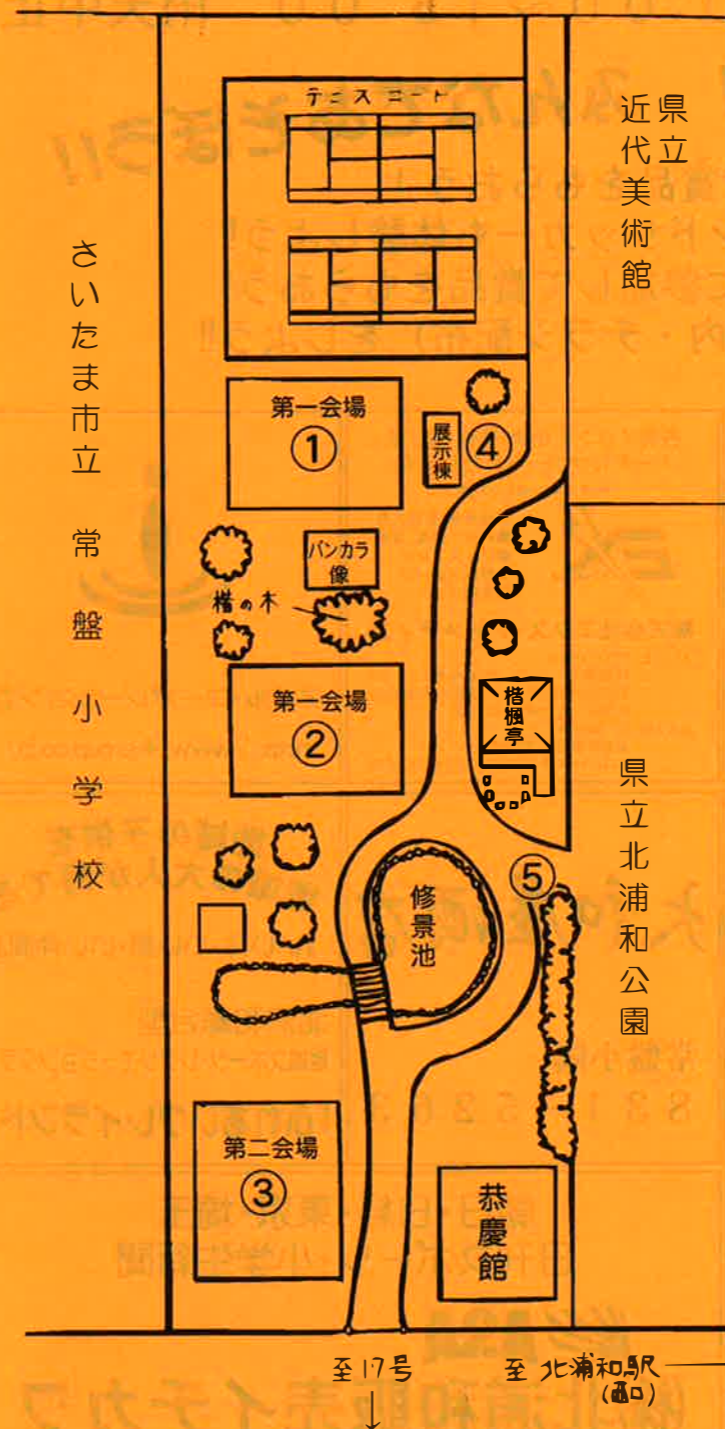 テニスコート
県立
近代美術館
さいたま市立 常盤小学校
第一会場
①
展示棟
④
バンカラ
像
楷の木
第一会場
②
楷楓亭
県立北浦和公園
⑤
修景池
第二会場
③
恭慶館
至17号
至 北浦和駅
(西口)